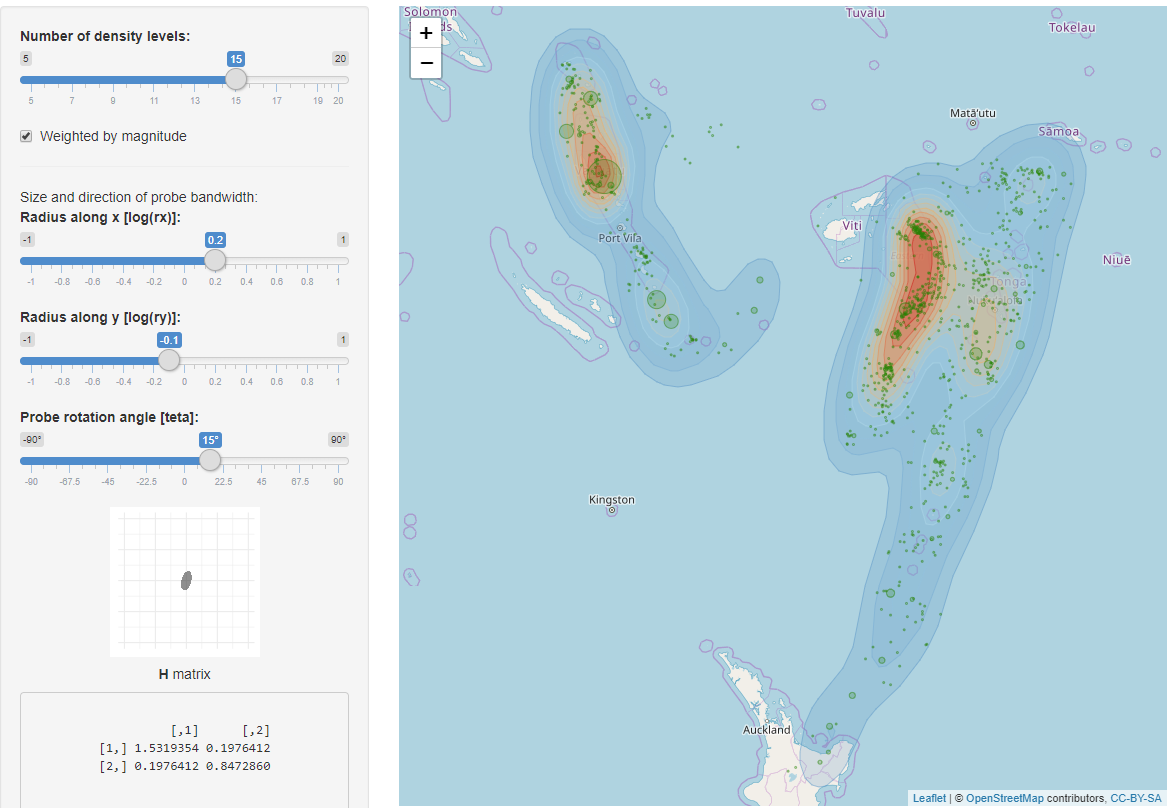 Number of density levels:
5 15 20
5 7 9 11 13 15 17 19 20
Weighted by magnitude
Size and direction of probe bandwidth:
Radius along x [log(rx)]:
-1 0.2 1
-1 -0.8 -0.6 -0.4 -0.2 0 0.2 0.4 0.6 0.8 1
Radius along y [log(ry)]:
-1 -0.1 1
-1 -0.8 -0.6 -0.4 -0.2 0 0.2 0.4 0.6 0.8 1
Probe rotation angle [teta]:
-90° 15° 90°
-90 -67.5 -45 -22.5 0 22.5 45 67.5 90
H matrix
[,1] [,2]
[1,] 1.5319354 0.1976412
[2,] 0.1976412 0.8472860
+
−
Solomon
Islands
Tuvalu
Tokelau
Matāʻutu
Sāmoa
Viti
Port Vila
Niuē
Tonga
Kingston
Auckland
Leaflet | © OpenStreetMap contributors, CC-BY-SA